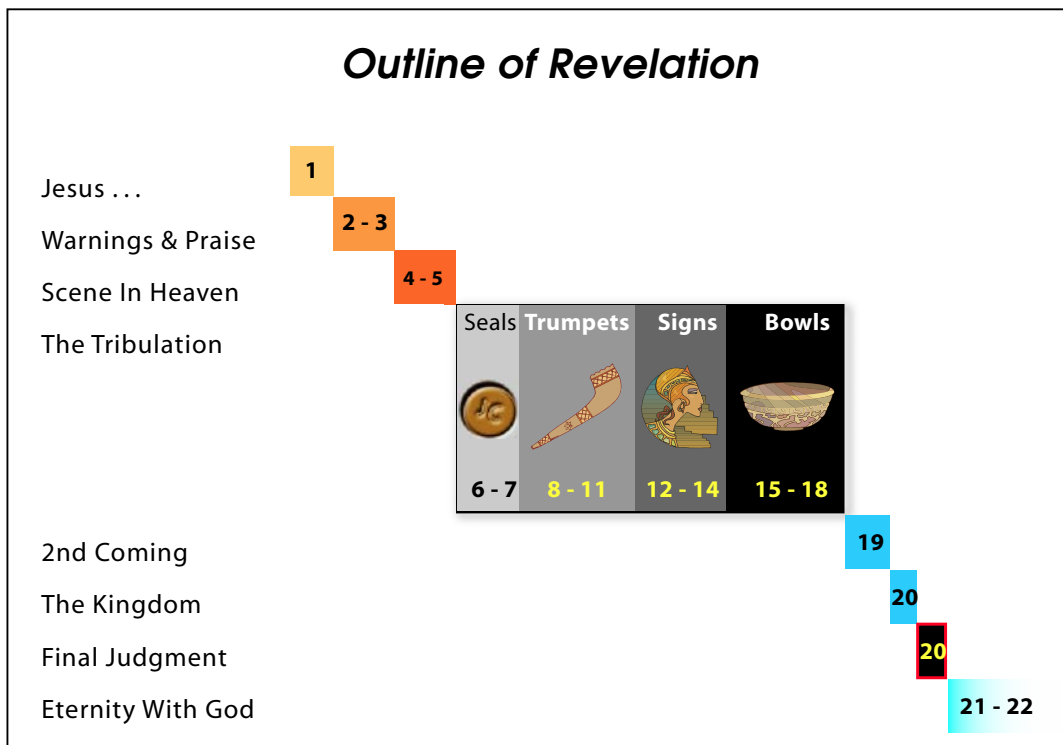 Outline of Revelation
1
Jesus . . .
2 - 3
Warnings & Praise
4 - 5
Scene In Heaven
Seals Trumpets Signs Bowls
The Tribulation
6 - 7 8 - 11 12 - 14 15 - 18
19
2nd Coming
20
The Kingdom
20
Final Judgment
21 - 22
Eternity With God